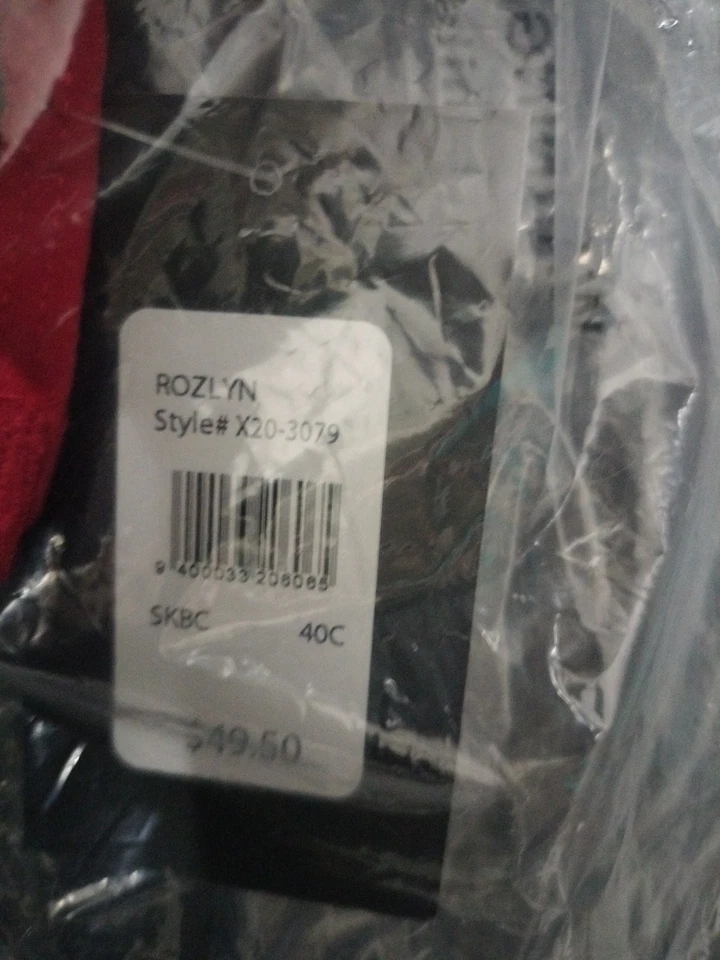 ROZLYN
Style# X20-3079
9 400033 206065
SKBC
40C
$49.50